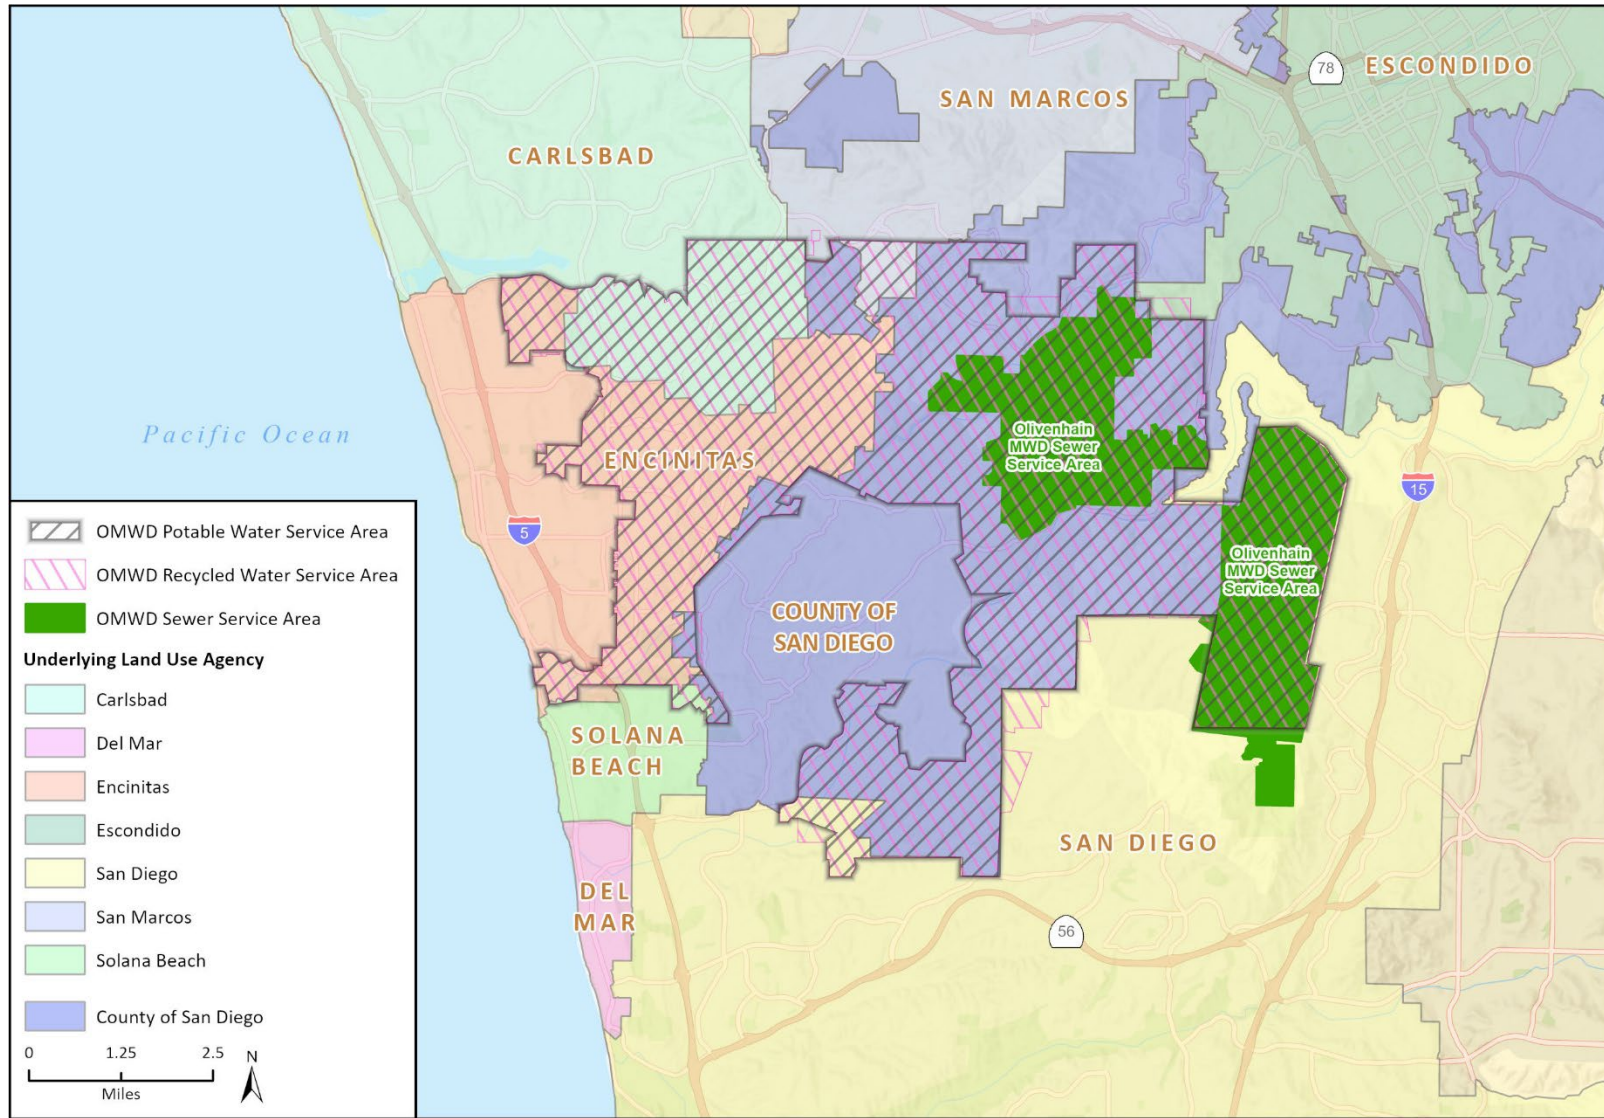 78
ESCONDIDO
SAN MARCOS
CARLSBAD
Pacific Ocean
ENCINITAS
Olivenhain
MWD Sewer
Service Area
15
5
Olivenhain
MWD Sewer
Service Area
COUNTY OF
SAN DIEGO
SOLANA
BEACH
SAN DIEGO
DEL
MAR
56
OMWD Potable Water Service Area
OMWD Recycled Water Service Area
OMWD Sewer Service Area
Underlying Land Use Agency
Carlsbad
Del Mar
Encinitas
Escondido
San Diego
San Marcos
Solana Beach
County of San Diego
0 1.25 2.5 N
Miles